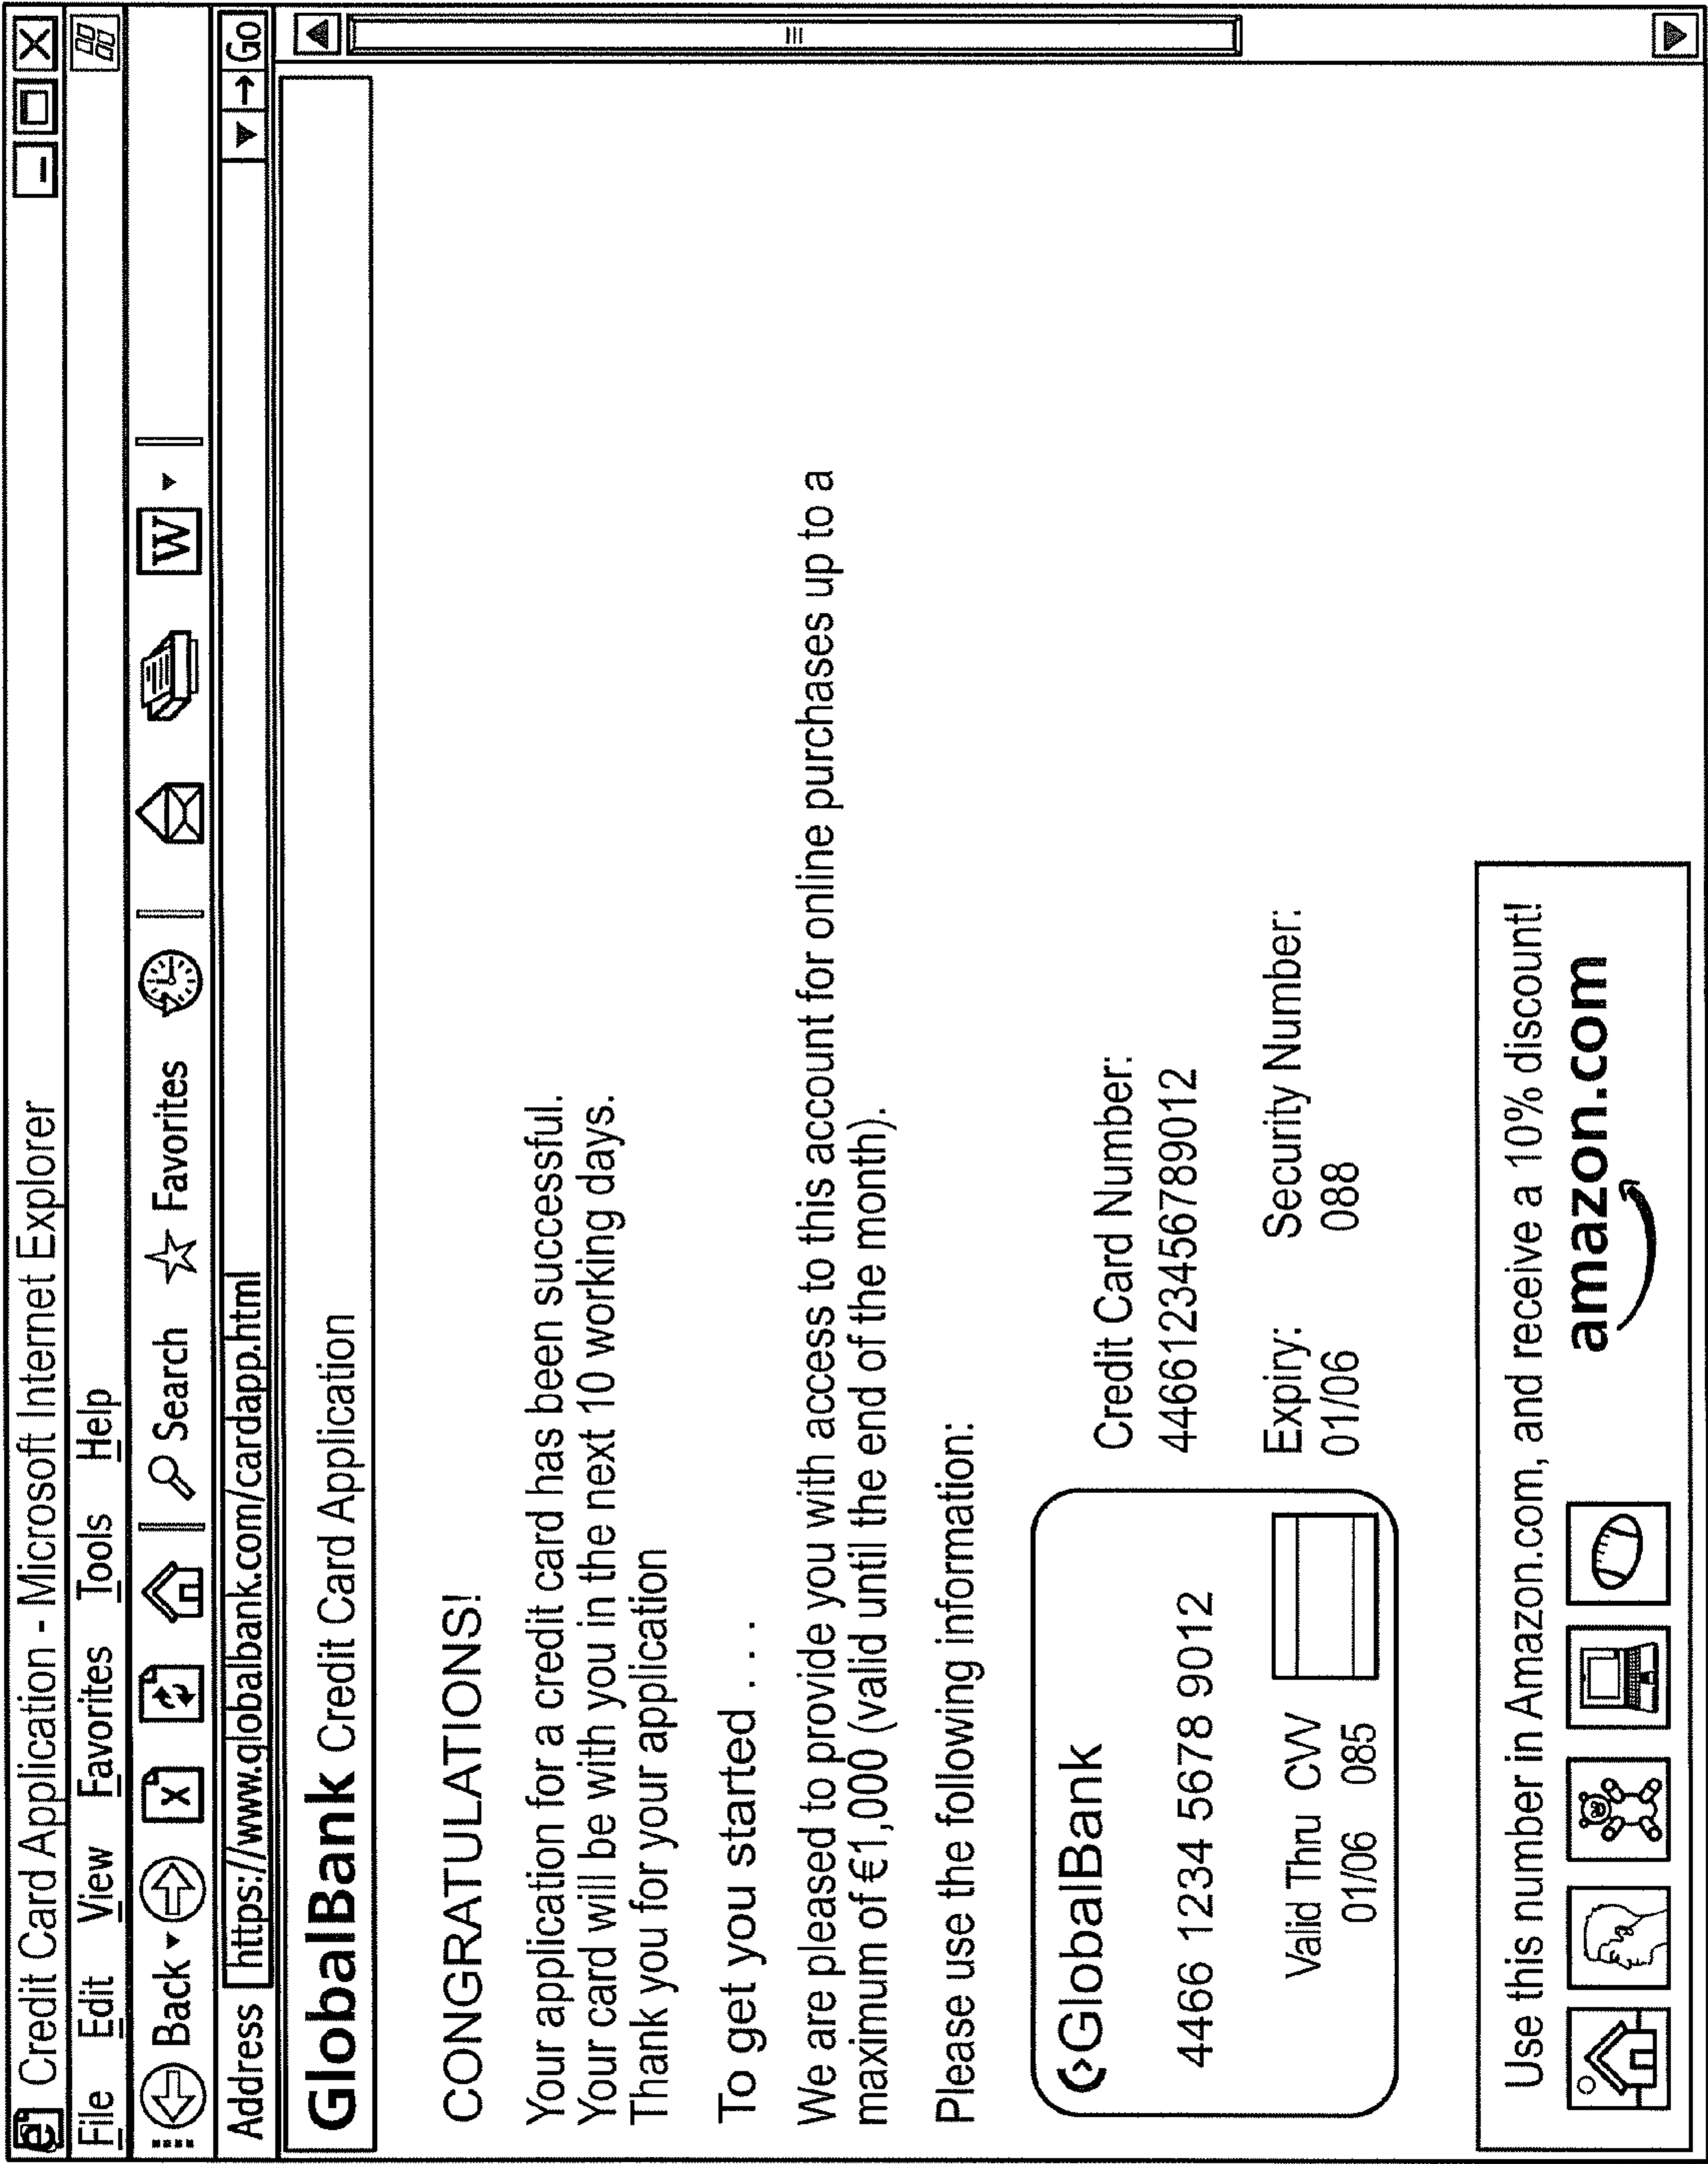 Credit Card Application - Microsoft Internet Explorer
File Edit View Favorites Tools Help
Back Search Favorites W
Address https://www.globalbank.com/cardapp.html Go
GlobalBank Credit Card Application
CONGRATULATIONS!
Your application for a credit card has been successful.
Your card will be with you in the next 10 working days.
Thank you for your application
To get you started . . .
We are pleased to provide you with access to this account for online purchases up to a
maximum of €1,000 (valid until the end of the month).
Please use the following information:
GlobalBank
4466 1234 5678 9012
Valid Thru CVV
01/06 085
Credit Card Number:
4466123456789012
Expiry: Security Number:
01/06 088
Use this number in Amazon.com, and receive a 10% discount!
amazon.com